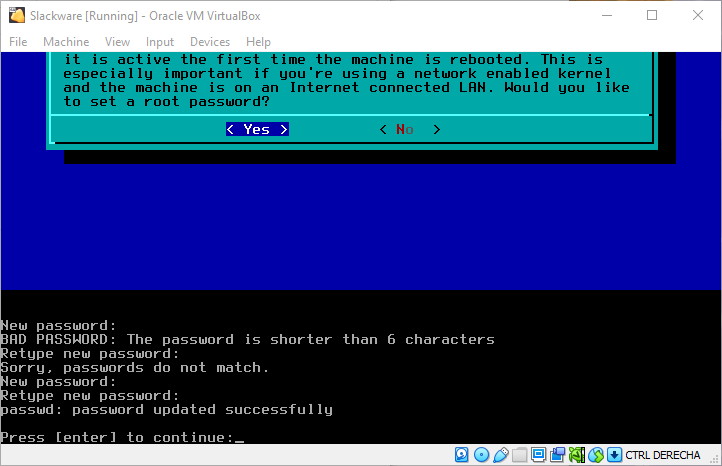 Slackware [Running] - Oracle VM VirtualBox
File Machine View Input Devices Help
it is active the first time the machine is rebooted. This is
especially important if you're using a network enabled kernel
and the machine is on an Internet connected LAN. Would you like
to set a root password?
< Yes > < No >
New password:
BAD PASSWORD: The password is shorter than 6 characters
Retype new password:
Sorry, passwords do not match.
New password:
Retype new password:
passwd: password updated successfully
Press [enter] to continue:_
CTRL DERECHA